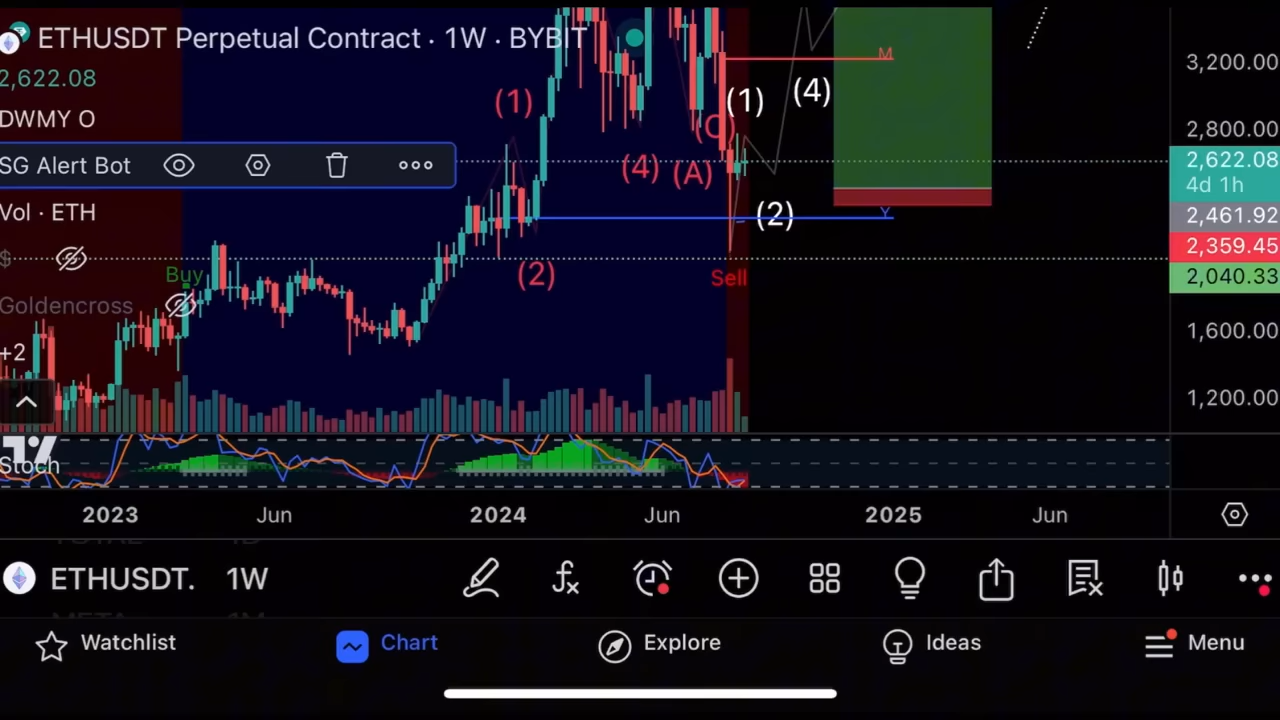 ETHUSDT Perpetual Contract · 1W · BYBIT
2,622.08
DWMY O
SG Alert Bot
Vol · ETH
$
Buy
Goldencross
+2
(1)
(2)
(4)
(A)
(C)
(1)
(2)
(4)
M
Y
Sell
3,200.00
2,800.00
2,622.08
4d 1h
2,461.92
2,359.45
2,040.33
1,600.00
1,200.00
Stoch
2023 Jun 2024 Jun 2025 Jun
ETHUSDT. 1W
Watchlist Chart Explore Ideas Menu